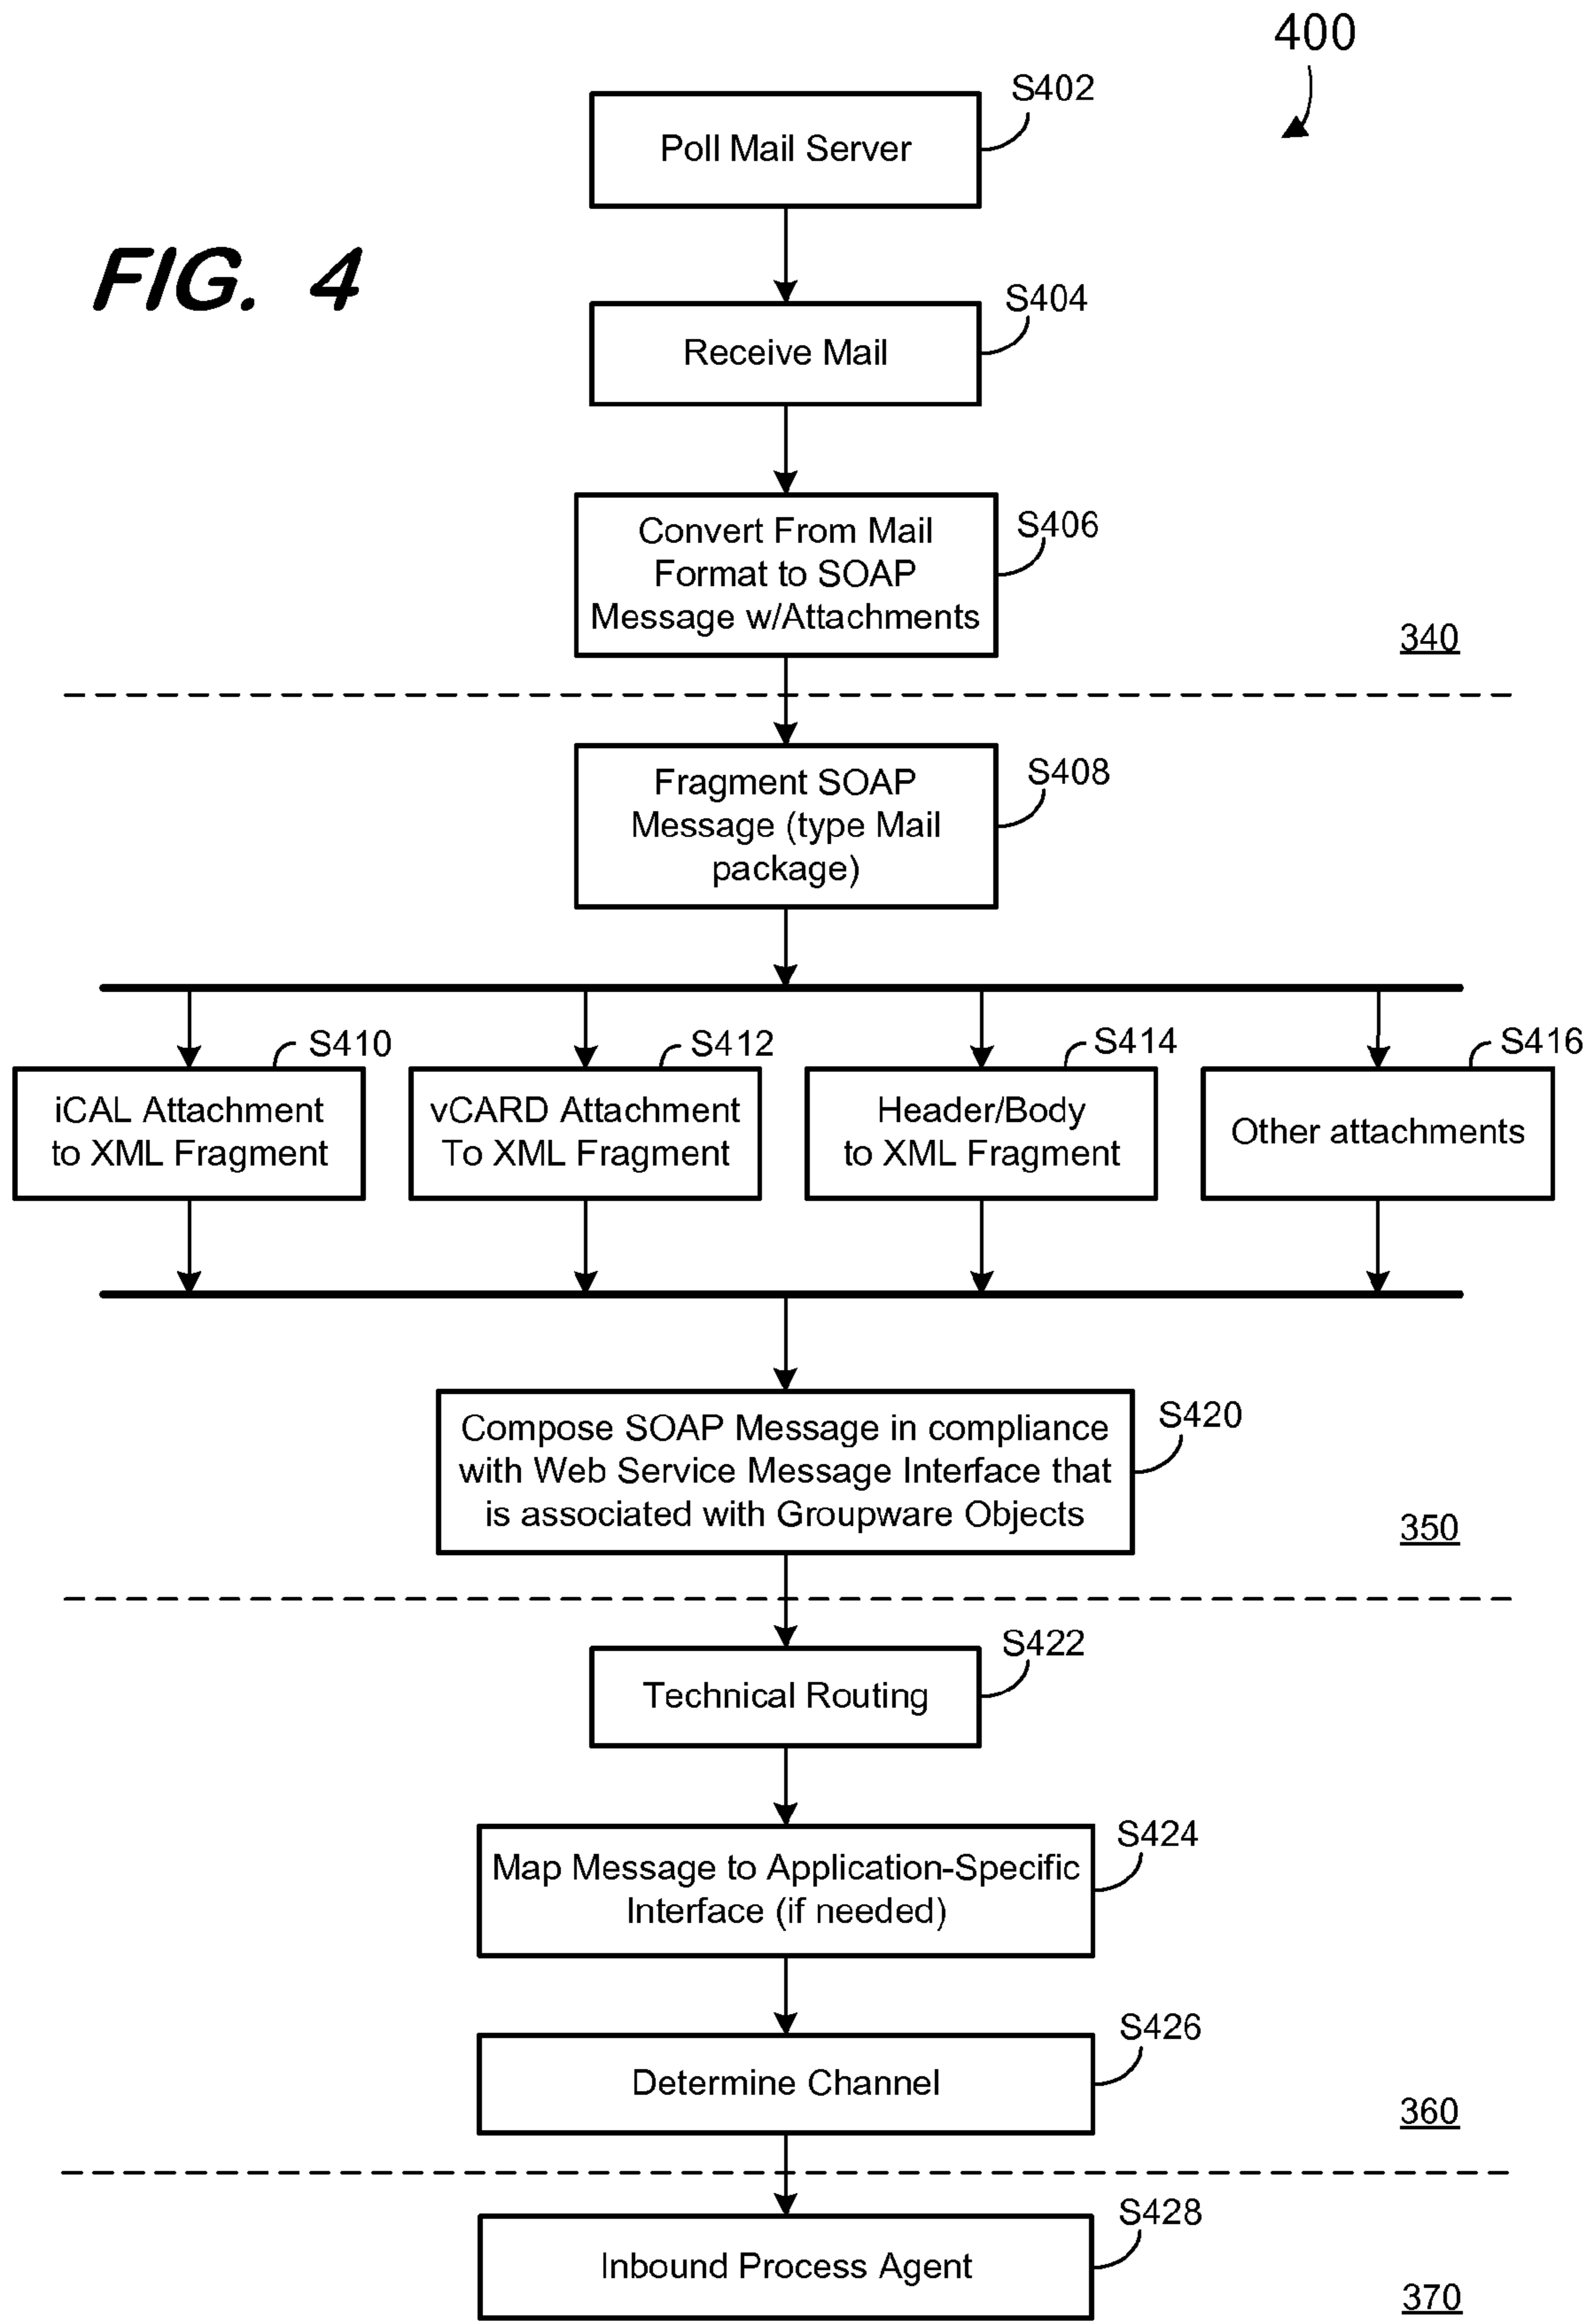 400
S402
Poll Mail Server
FIG. 4
S404
Receive Mail
S406
Convert From Mail
Format to SOAP
Message w/Attachments
340
S408
Fragment SOAP
Message (type Mail
package)
S410
iCAL Attachment
to XML Fragment
S412
vCARD Attachment
To XML Fragment
S414
Header/Body
to XML Fragment
S416
Other attachments
S420
Compose SOAP Message in compliance
with Web Service Message Interface that
is associated with Groupware Objects
350
S422
Technical Routing
S424
Map Message to Application-Specific
Interface (if needed)
S426
Determine Channel
360
S428
Inbound Process Agent
370